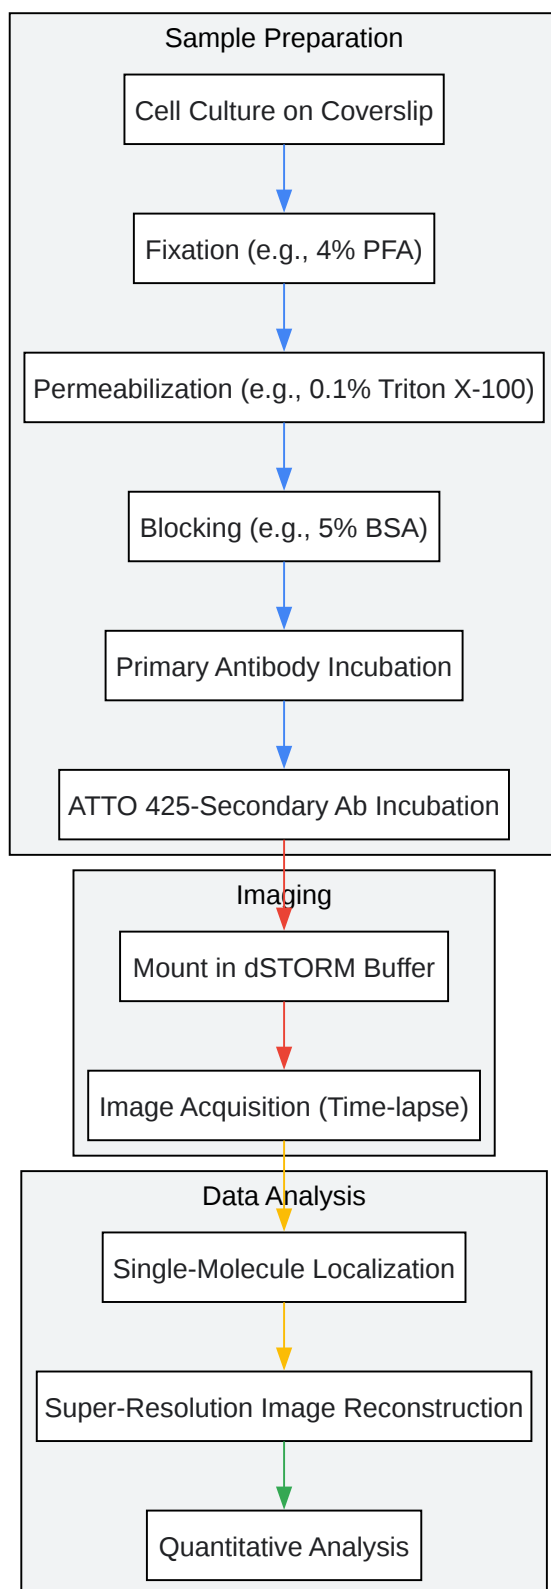 Sample Preparation
Cell Culture on Coverslip
Fixation (e.g., 4% PFA)
Permeabilization (e.g., 0.1% Triton X-100)
Blocking (e.g., 5% BSA)
Primary Antibody Incubation
ATTO 425-Secondary Ab Incubation
Imaging
Mount in dSTORM Buffer
Image Acquisition (Time-lapse)
Data Analysis
Single-Molecule Localization
Super-Resolution Image Reconstruction
Quantitative Analysis